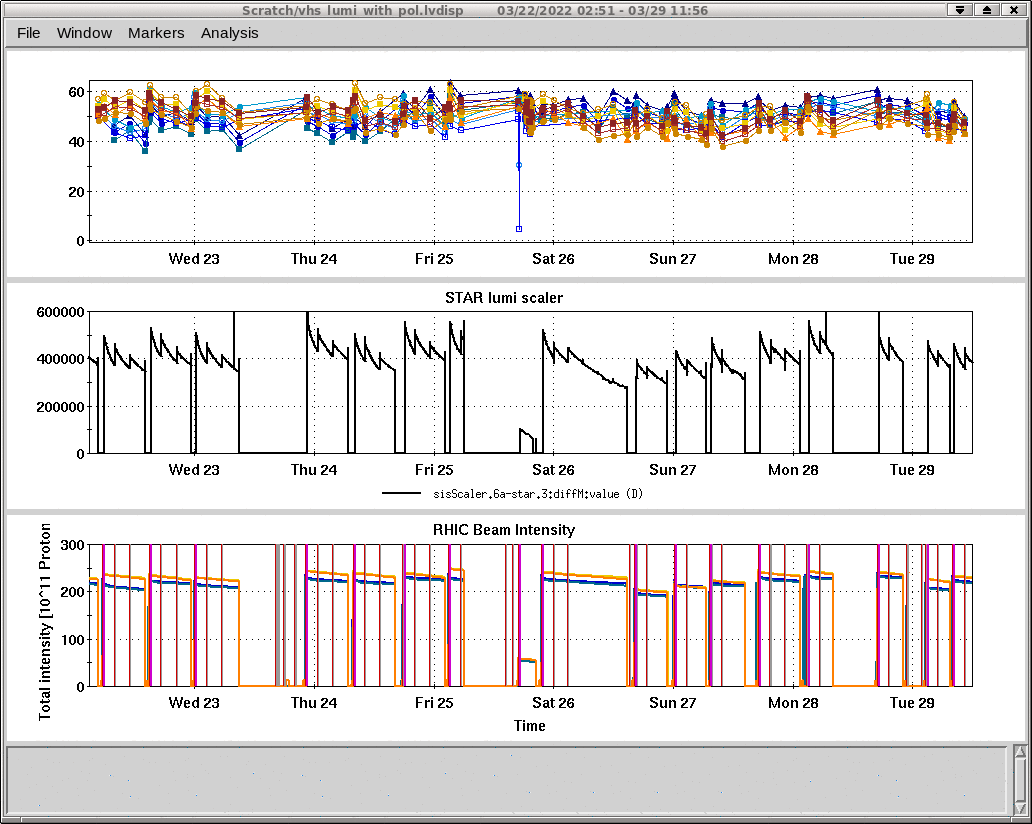 Scratch/vhs lumi with pol.lvdisp 03/22/2022 02:51 - 03/29 11:56
File Window Markers Analysis
60
40
20
0
Wed 23 Thu 24 Fri 25 Sat 26 Sun 27 Mon 28 Tue 29
STAR lumi scaler
600000
400000
200000
0
Wed 23 Thu 24 Fri 25 Sat 26 Sun 27 Mon 28 Tue 29
sisScaler.6a-star.3:diffM:value (D)
RHIC Beam Intensity
Total intensity [10^11 Proton
300
200
100
0
Wed 23 Thu 24 Fri 25 Sat 26 Sun 27 Mon 28 Tue 29
Time